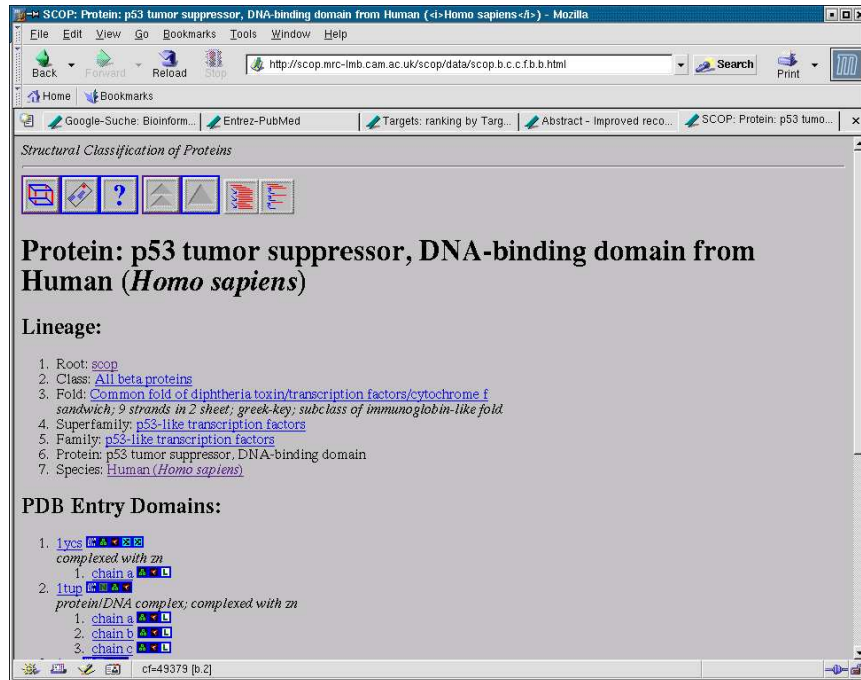 SCOP: Protein: p53 tumor suppressor, DNA-binding domain from Human (<i>Homo sapiens</i>) - Mozilla
File Edit View Go Bookmarks Tools Window Help
Back Forward Reload Stop http://scop.mrc-lmb.cam.ac.uk/scop/data/scop.b.c.c.f.b.b.html Search Print
Home Bookmarks
Google-Suche: Bioinform... Entrez-PubMed Targets: ranking by Targ... Abstract - Improved reco... SCOP: Protein: p53 tumo...
Structural Classification of Proteins
?
Protein: p53 tumor suppressor, DNA-binding domain from
Human (Homo sapiens)
Lineage:
1. Root: scop
2. Class: All beta proteins
3. Fold: Common fold of diphtheria toxin/transcription factors/cytochrome f
sandwich; 9 strands in 2 sheet; greek-key; subclass of immunoglobin-like fold
4. Superfamily: p53-like transcription factors
5. Family: p53-like transcription factors
6. Protein: p53 tumor suppressor, DNA-binding domain
7. Species: Human (Homo sapiens)
PDB Entry Domains:
1. 1ycs
complexed with zn
1. chain a L
2. 1tup
protein/DNA complex; complexed with zn
1. chain a L
2. chain b L
3. chain c L
cf=49379 [b.2]